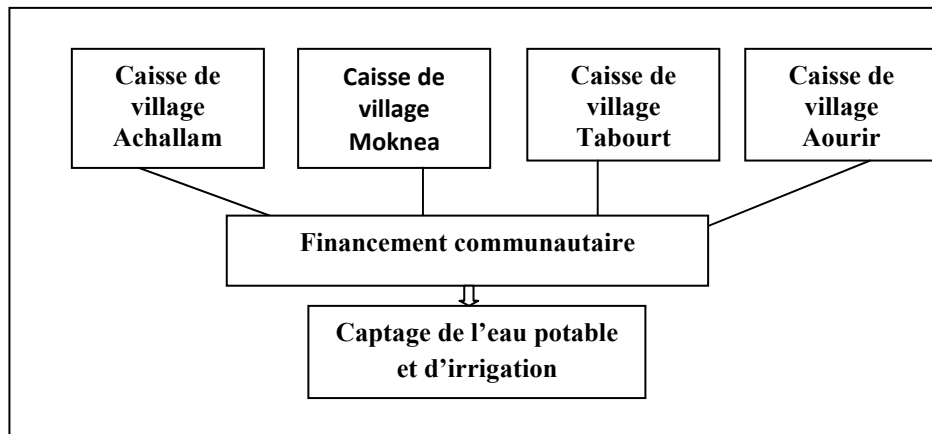 Caisse de
village
Achallam
Caisse de
village
Moknea
Caisse de
village
Tabourt
Caisse de
village
Aourir
Financement communautaire
Captage de l’eau potable
et d’irrigation